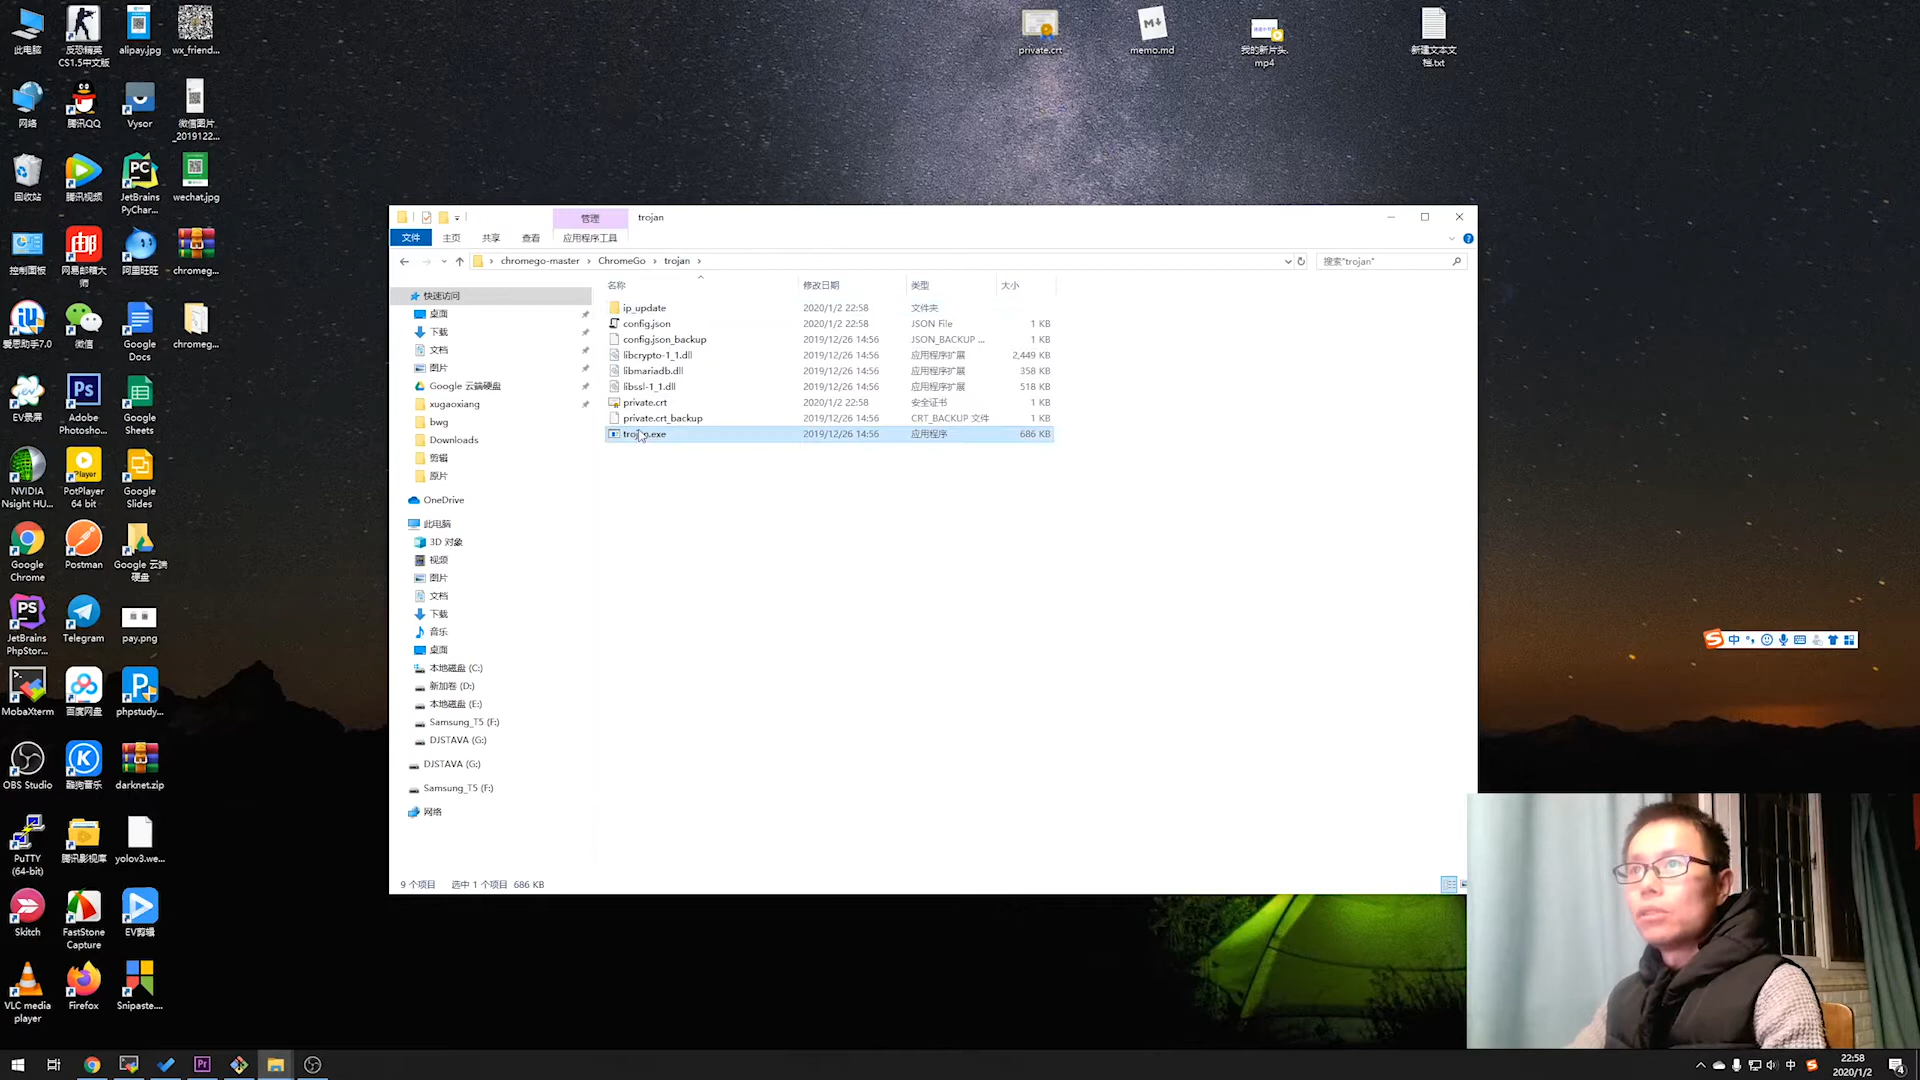 此电脑
反恐精英
CS1.5中文版
alipay.jpg
wx_friend...
private.crt
memo.md
我的新片头.
mp4
新建文本文
档.txt
网络
腾讯QQ
Vysor
微信图片
_2019122...
回收站
腾讯视频
JetBrains
PyChar...
wechat.jpg
控制面板
网易邮箱大
师
阿里旺旺
chromeg...
爱思助手7.0
微信
Google
Docs
chromeg...
EV录屏
Adobe
Photosho...
Google
Sheets
NVIDIA
Nsight HU...
PotPlayer
64 bit
Google
Slides
Google
Chrome
Postman
Google 云端
硬盘
JetBrains
PhpStor...
Telegram
pay.png
MobaXterm
百度网盘
phpstudy...
OBS Studio
酷狗音乐
darknet.zip
PuTTY
(64-bit)
腾讯影视库
yolov3.we...
Skitch
FastStone
Capture
EV剪辑
VLC media
player
Firefox
Snipaste....
管理
trojan
文件
主页
共享
查看
应用程序工具
chromego-master › ChromeGo › trojan ›
搜索"trojan"
名称
修改日期
类型
大小
ip_update 2020/1/2 22:58 文件夹
config.json 2020/1/2 22:58 JSON File 1 KB
config.json_backup 2019/12/26 14:56 JSON_BACKUP ... 1 KB
libcrypto-1_1.dll 2019/12/26 14:56 应用程序扩展 2,449 KB
libmariadb.dll 2019/12/26 14:56 应用程序扩展 358 KB
libssl-1_1.dll 2019/12/26 14:56 应用程序扩展 518 KB
private.crt 2020/1/2 22:58 安全证书 1 KB
private.crt_backup 2019/12/26 14:56 CRT_BACKUP 文件 1 KB
trojan.exe 2019/12/26 14:56 应用程序 686 KB
快速访问
桌面
下载
文档
图片
Google 云端硬盘
xugaoxiang
bwg
Downloads
剪辑
原片
OneDrive
此电脑
3D 对象
视频
图片
文档
下载
音乐
桌面
本地磁盘 (C:)
新加卷 (D:)
本地磁盘 (E:)
Samsung_T5 (F:)
DJSTAVA (G:)
DJSTAVA (G:)
Samsung_T5 (F:)
网络
9 个项目
选中 1 个项目 686 KB
中
中
22:58
2020/1/2